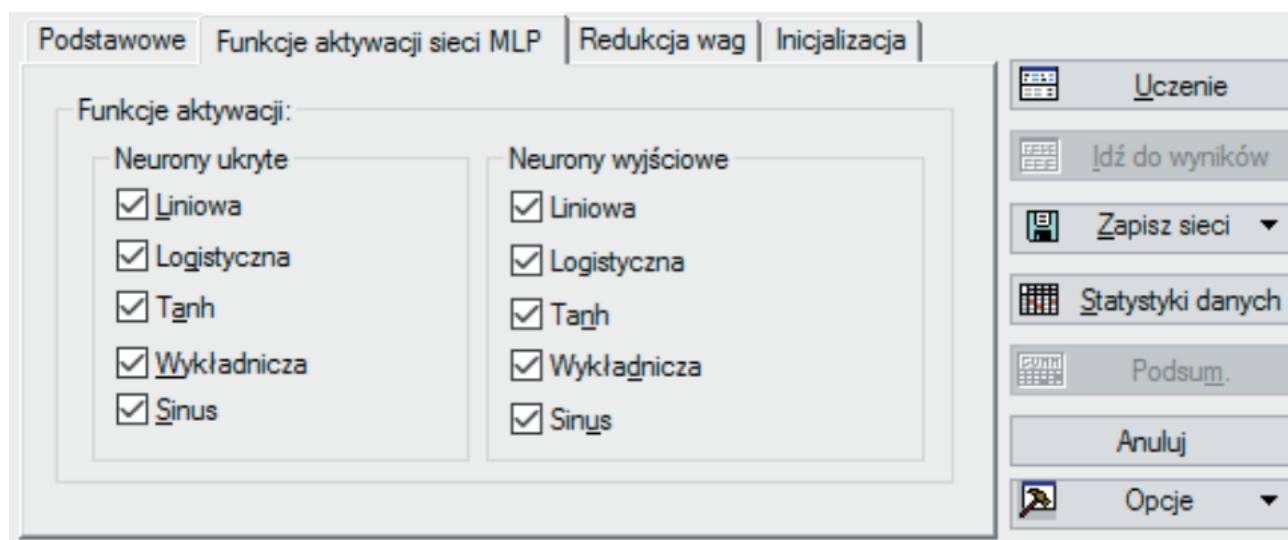 Podstawowe Funkcje aktywacji sieci MLP Redukcja wag Inicjalizacja
Funkcje aktywacji:
Neurony ukryte
Liniowa
Logistyczna
Tanh
Wykładnicza
Sinus
Neurony wyjściowe
Liniowa
Logistyczna
Tanh
Wykładnicza
Sinus
Uczenie
Idź do wyników
Zapisz sieci
Statystyki danych
Podsum.
Anuluj
Opcje